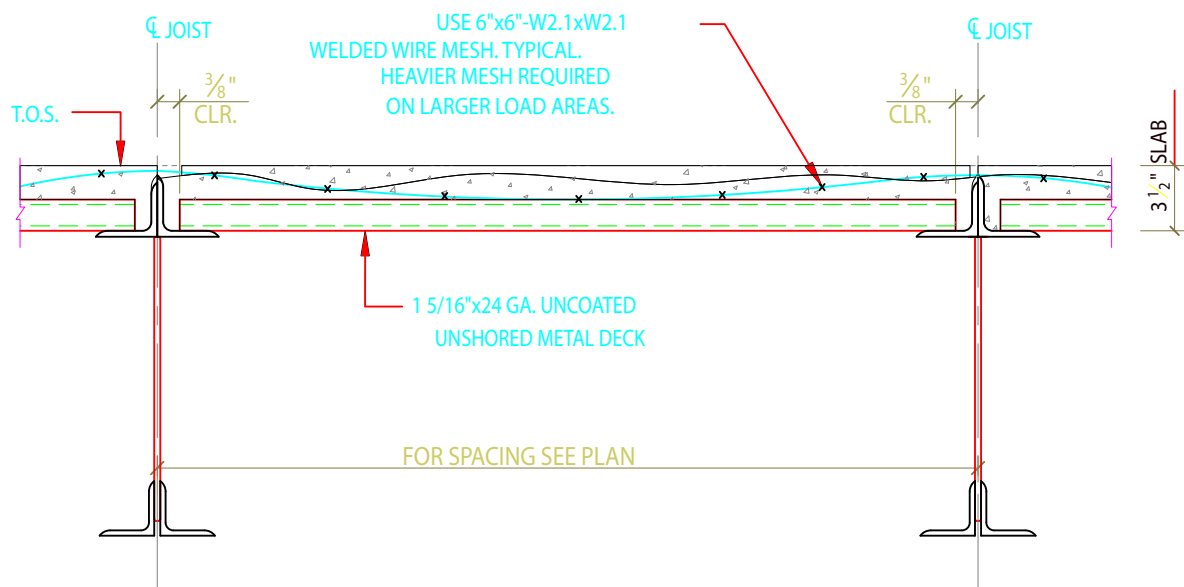 ℄ JOIST
USE 6"x6"-W2.1xW2.1
WELDED WIRE MESH. TYPICAL.
HEAVIER MESH REQUIRED
ON LARGER LOAD AREAS.
℄ JOIST
3/8"
CLR.
3/8"
CLR.
T.O.S.
3 1/2" SLAB
1 5/16"x24 GA. UNCOATED
UNSHORED METAL DECK
FOR SPACING SEE PLAN